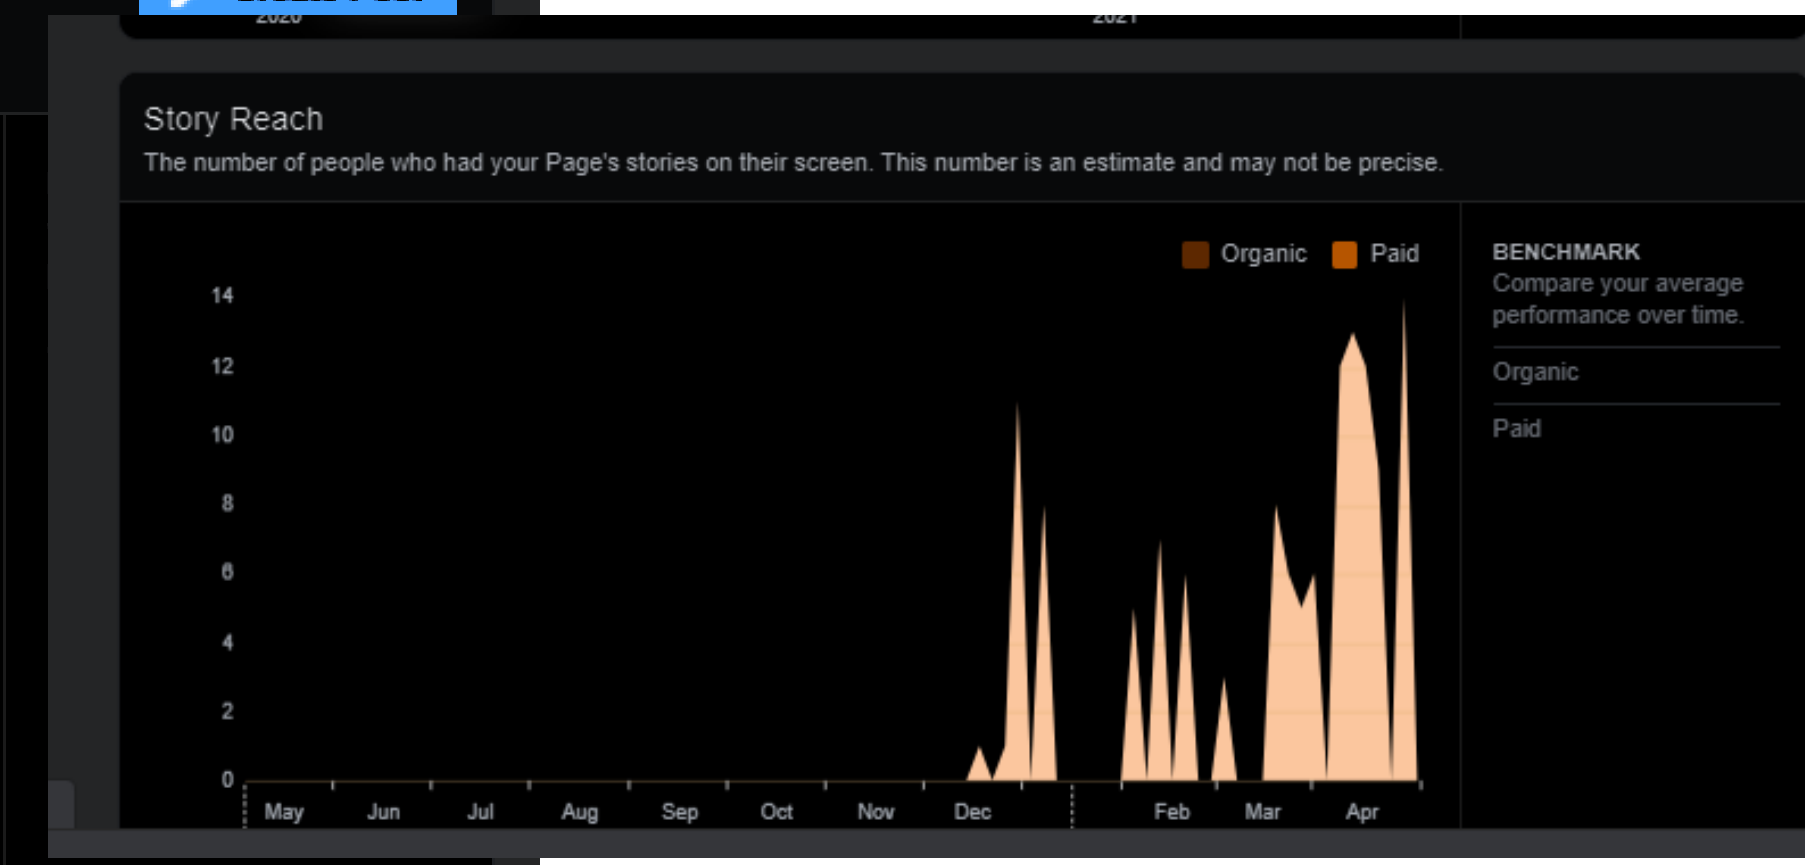 2020
2021
Story Reach
The number of people who had your Page's stories on their screen. This number is an estimate and may not be precise.
Organic
Paid
14
12
10
8
6
4
2
0
May
Jun
Jul
Aug
Sep
Oct
Nov
Dec
Feb
Mar
Apr
BENCHMARK
Compare your average
performance over time.
Organic
Paid